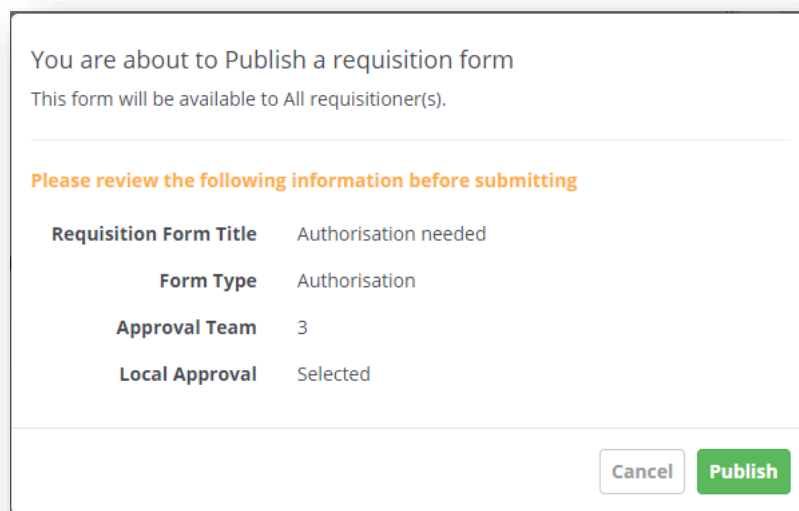 You are about to Publish a requisition form
This form will be available to All requisitioner(s).
Please review the following information before submitting
Requisition Form Title Authorisation needed
Form Type Authorisation
Approval Team 3
Local Approval Selected
Cancel Publish